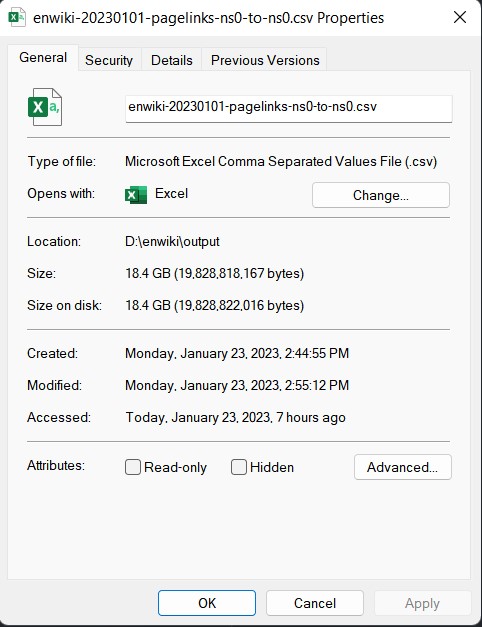 enwiki-20230101-pagelinks-ns0-to-ns0.csv Properties
General Security Details Previous Versions
X a,
enwiki-20230101-pagelinks-ns0-to-ns0.csv
Type of file: Microsoft Excel Comma Separated Values File (.csv)
Opens with: Excel Change...
Location: D:\enwiki\output
Size: 18.4 GB (19,828,818,167 bytes)
Size on disk: 18.4 GB (19,828,822,016 bytes)
Created: Monday, January 23, 2023, 2:44:55 PM
Modified: Monday, January 23, 2023, 2:55:12 PM
Accessed: Today, January 23, 2023, 7 hours ago
Attributes: Read-only Hidden Advanced...
OK Cancel Apply